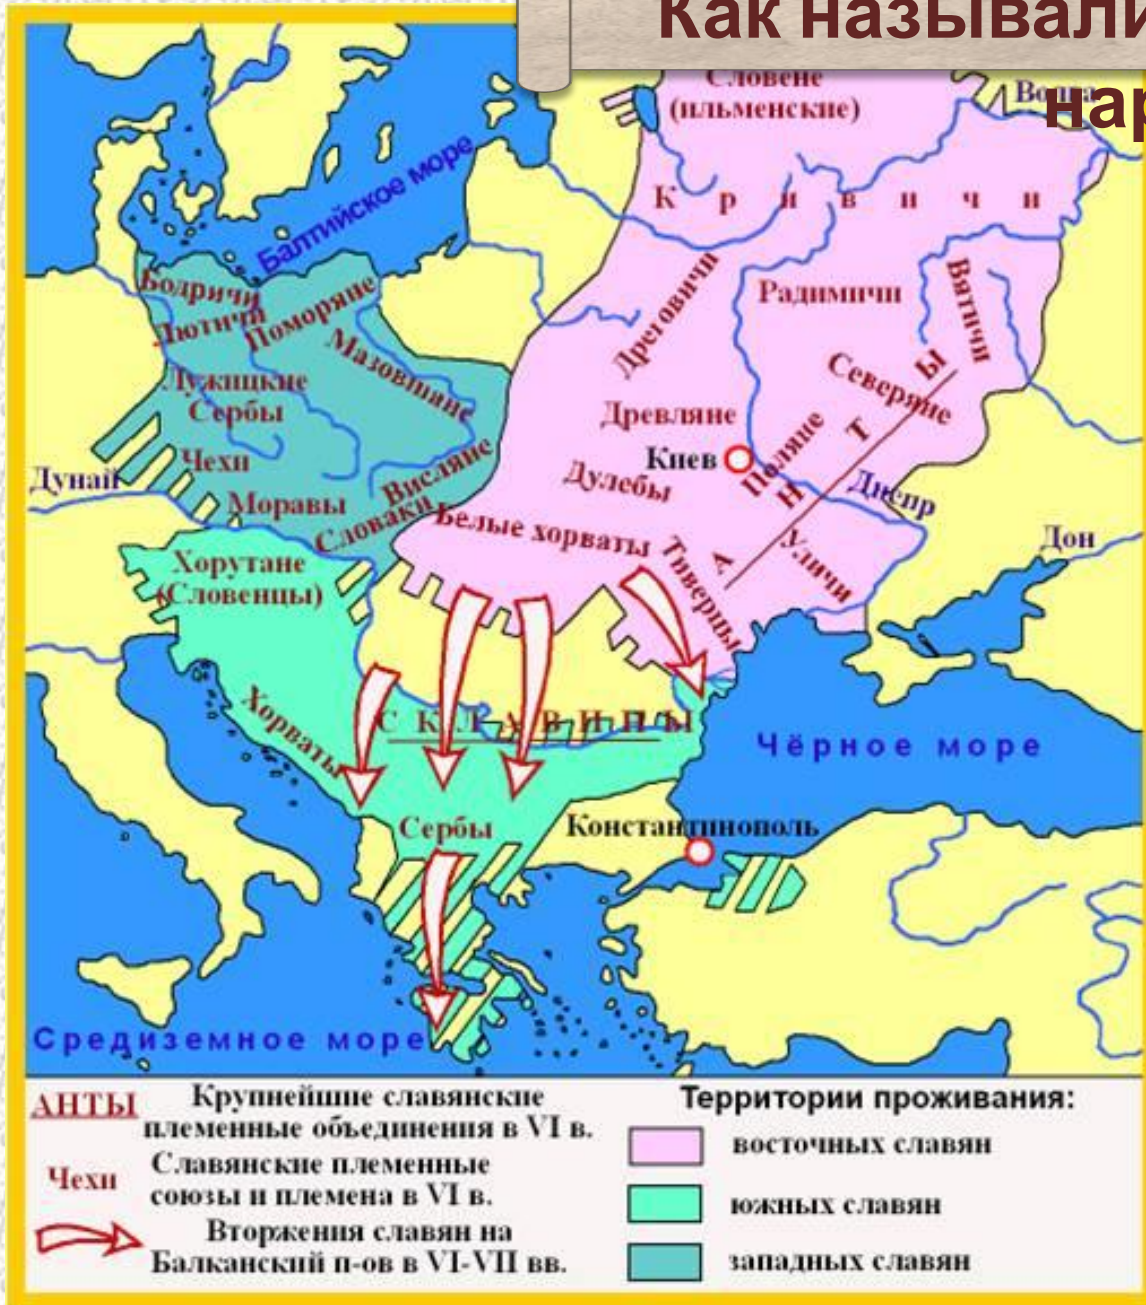 Как называли
нар
Словене
(ильменские)
Волга
Кривичи
Балтийское море
Бодричи
Лютичи
Поморяне
Мазовшане
Дреговичи
Радимичи
Вятичи
Лужицкие
Сербы
Северяне
Древляне
Поляне
Киев
АНТЫ
Чехи
Висляне
Дулебы
Днепр
Дунай
Моравы
Словаки
Белые хорваты
Уличи
Дон
Хорутане
(Словенцы)
Тиверцы
Хорваты
СКЛАВИНЫ
Чёрное море
Сербы
Константинополь
Средиземное море
АНТЫ
Крупнейшие славянские
племенные объединения в VI в.
Чехи
Славянские племенные
союзы и племена в VI в.
Вторжения славян на
Балканский п-ов в VI-VII вв.
Территории проживания:
восточных славян
южных славян
западных славян